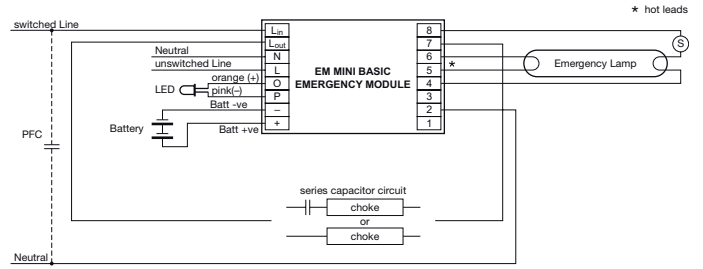 * hot leads
switched Line
Lin
Lout
N
L
O
P
–
+
Neutral
unswitched Line
orange (+)
LED
pink(–)
Batt -ve
Battery
Batt +ve
EM MINI BASIC
EMERGENCY MODULE
8
7
6
5
4
3
2
1
*
Emergency Lamp
S
PFC
series capacitor circuit
choke
or
choke
Neutral